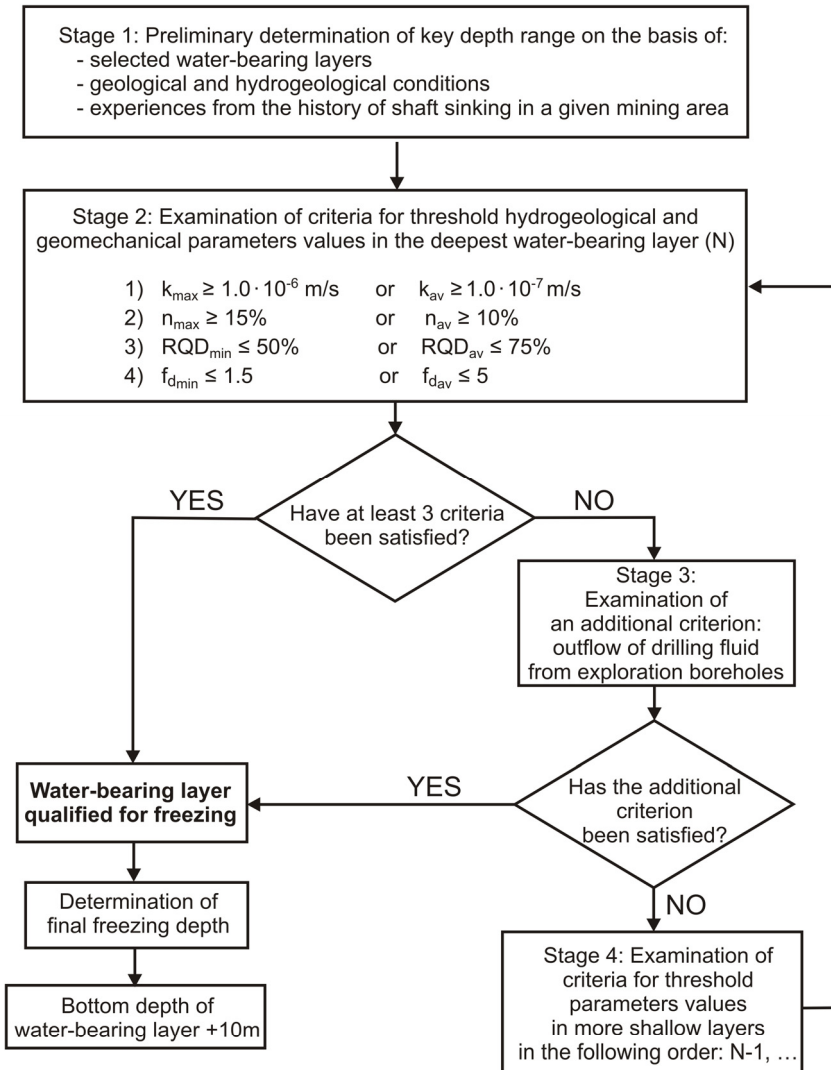 Stage 1: Preliminary determination of key depth range on the basis of:
- selected water-bearing layers
- geological and hydrogeological conditions
- experiences from the history of shaft sinking in a given mining area
Stage 2: Examination of criteria for threshold hydrogeological and
geomechanical parameters values in the deepest water-bearing layer (N)
1) kmax ≥ 1.0 · 10⁻⁶ m/s or kav ≥ 1.0 · 10⁻⁷ m/s
2) nmax ≥ 15% or nav ≥ 10%
3) RQDmin ≤ 50% or RQDav ≤ 75%
4) fdmin ≤ 1.5 or fdav ≤ 5
Have at least 3 criteria
been satisfied?
YES
NO
Stage 3:
Examination of
an additional criterion:
outflow of drilling fluid
from exploration boreholes
Has the additional
criterion
been satisfied?
YES
NO
Water-bearing layer
qualified for freezing
Determination of
final freezing depth
Bottom depth of
water-bearing layer +10m
Stage 4: Examination of
criteria for threshold
parameters values
in more shallow layers
in the following order: N-1, ...